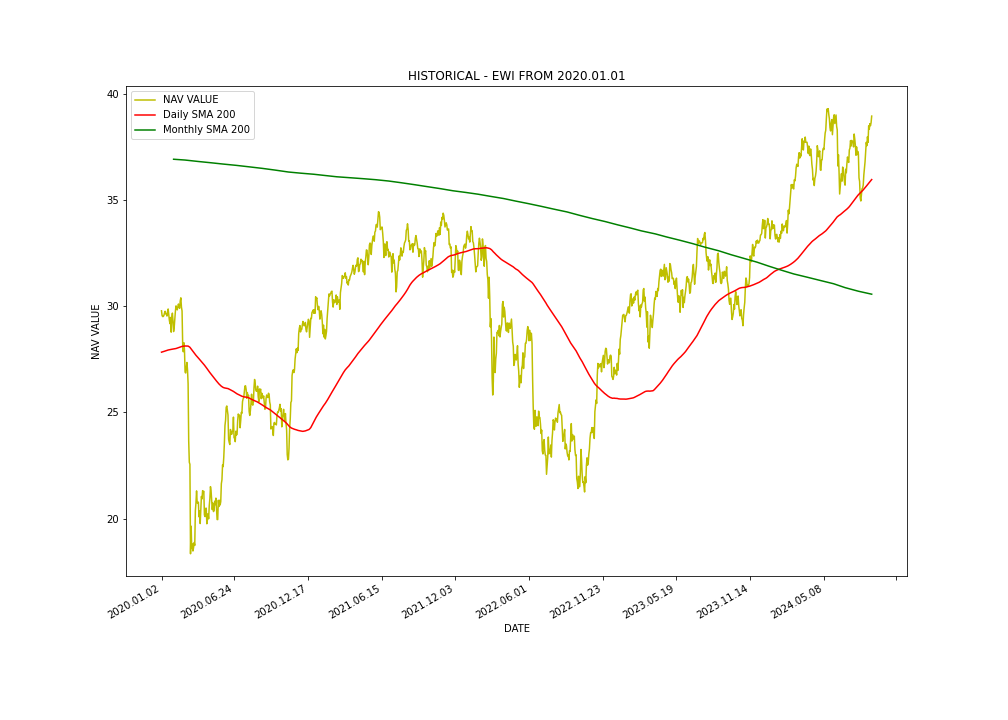 HISTORICAL - EWI FROM 2020.01.01
NAV VALUE
Daily SMA 200
Monthly SMA 200
40
35
30
25
20
NAV VALUE
2020.01.02
2020.06.24
2020.12.17
2021.06.15
2021.12.03
2022.06.01
2022.11.23
2023.05.19
2023.11.14
2024.05.08
DATE